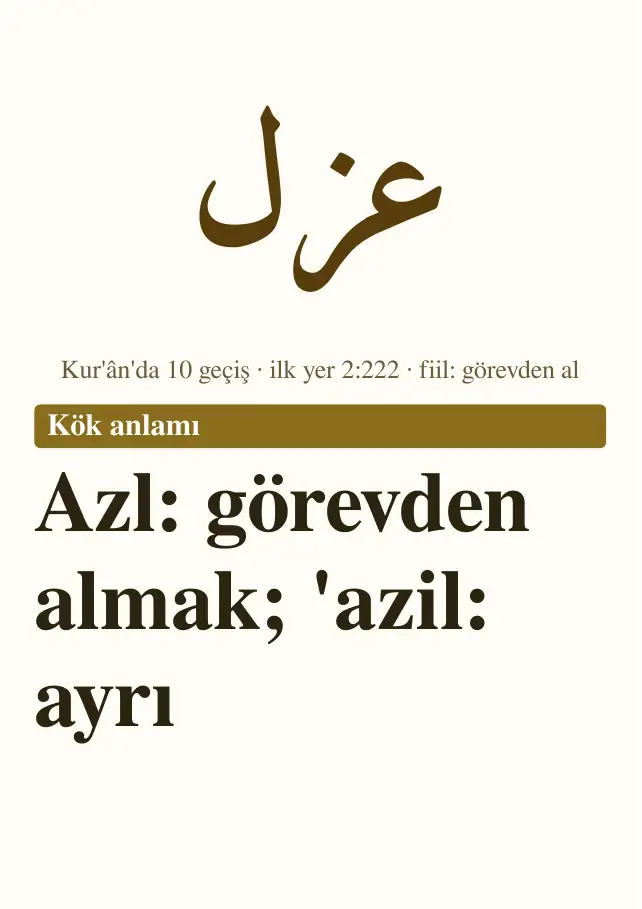 عزل
Kur'ân'da 10 geçiş · ilk yer 2:222 · fiil: görevden al
Kök anlamı
Azl: görevden
almak; 'azil:
ayrı